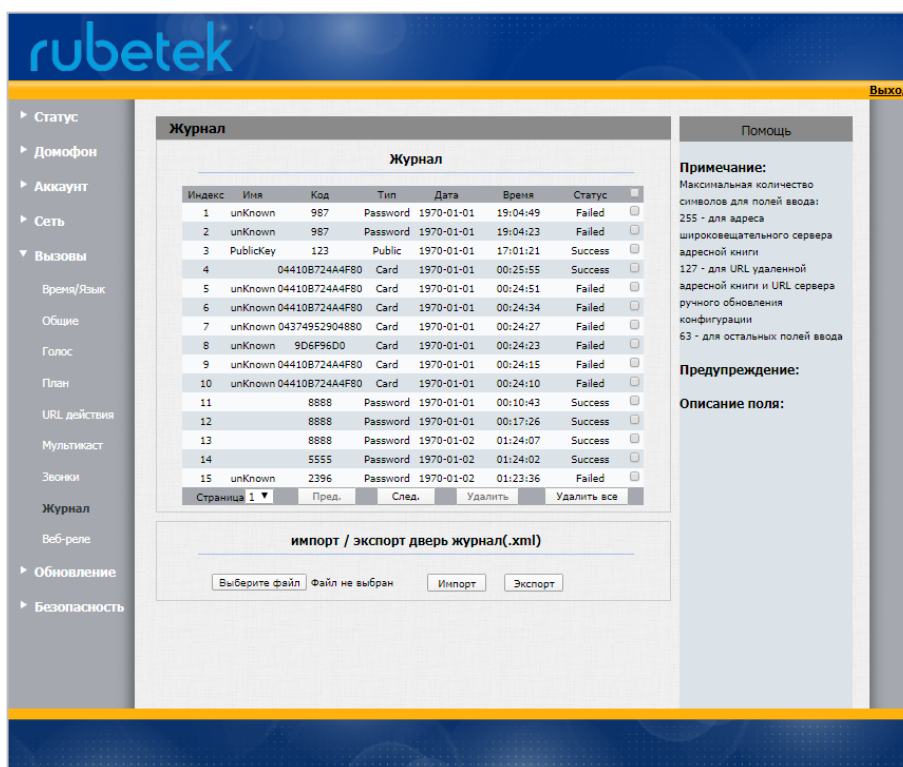 rubetek
Выхо
Статус
Домофон
Аккаунт
Сеть
Вызовы
Время/Язык
Общие
Голос
План
URL действия
Мультикаст
Звонки
Журнал
Веб-реле
Обновление
Безопасность
Журнал
Журнал
Индекс Имя Код Тип Дата Время Статус
1 unKnown 987 Password 1970-01-01 19:04:49 Failed
2 unKnown 987 Password 1970-01-01 19:04:23 Failed
3 PublicKey 123 Public 1970-01-01 17:01:21 Success
4 04410B724A4F80 Card 1970-01-01 00:25:55 Success
5 unKnown 04410B724A4F80 Card 1970-01-01 00:24:51 Failed
6 unKnown 04410B724A4F80 Card 1970-01-01 00:24:34 Failed
7 unKnown 04374952904880 Card 1970-01-01 00:24:27 Failed
8 unKnown 9D6F96D0 Card 1970-01-01 00:24:23 Failed
9 unKnown 04410B724A4F80 Card 1970-01-01 00:24:15 Failed
10 unKnown 04410B724A4F80 Card 1970-01-01 00:24:10 Failed
11 8888 Password 1970-01-01 00:10:43 Success
12 8888 Password 1970-01-01 00:17:26 Success
13 8888 Password 1970-01-02 01:24:07 Success
14 5555 Password 1970-01-02 01:24:02 Success
15 unKnown 2396 Password 1970-01-02 01:23:36 Failed
Страница 1 Пред. След. Удалить Удалить все
импорт / экспорт дверь журнал(.xml)
Выберите файл Файл не выбран Импорт Экспорт
Помощь
Примечание:
Максимальная количество
символов для полей ввода:
255 - для адреса
широковещательного сервера
адресной книги
127 - для URL удаленной
адресной книги и URL сервера
ручного обновления
конфигурации
63 - для остальных полей ввода
Предупреждение:
Описание поля: